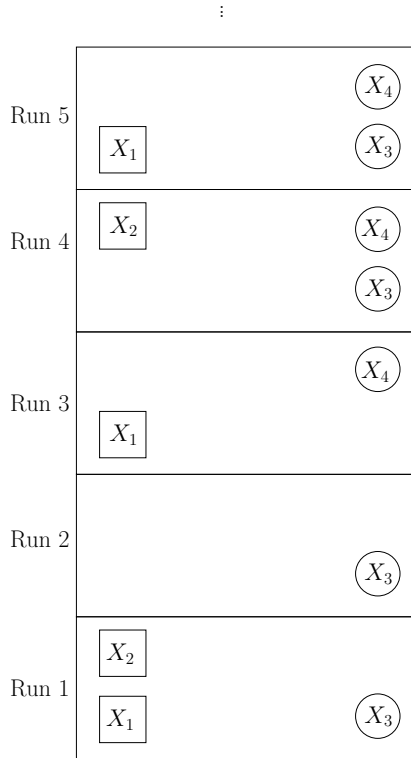 ⋮
X₄
Run 5
X₁ X₃
X₂ X₄
Run 4
X₃
X₄
Run 3
X₁
Run 2
X₃
X₂
Run 1
X₁ X₃